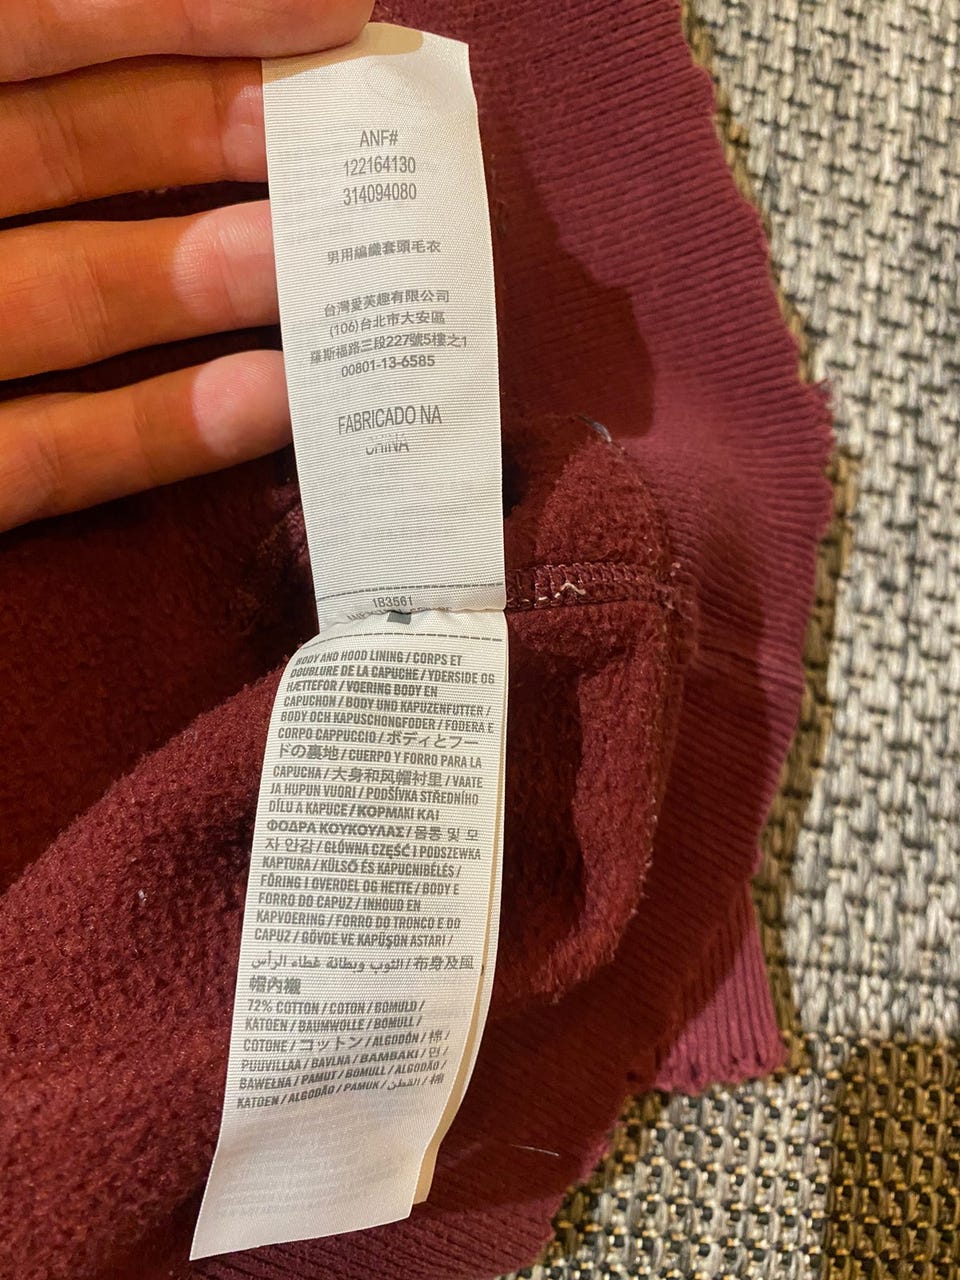 ANF#
122164130
314094080
男用編織套頭毛衣
台灣愛芙趣有限公司
(106)台北市大安區
羅斯福路三段227號5樓之1
00801-13-6585
FABRICADO NA
CHINA
IB3561
BODY AND HOOD LINING / CORPS ET
DOUBLURE DE LA CAPUCHE / YDERSIDE OG
HÆTTEFOR / VOERING BODY EN
CAPUCHON / BODY UND KAPUZENFUTTER /
BODY OCH KAPUSCHONGFODER / FODERA E
CORPO CAPPUCCIO / ボディとフー
ドの裏地 / CUERPO Y FORRO PARA LA
CAPUCHA / 大身和风帽衬里 / VAATE
JA HUPUN VUORI / PODŠÍVKA STŘEDNÍHO
DÍLU A KAPUCE / ΚΟΡΜΑΚΙ ΚΑΙ
ΦΟΔΡΑ ΚΟΥΚΟΥΛΑΣ / 몸통 및 모
자 안감 / GŁÓWNA CZĘŚĆ I PODSZEWKA
KAPTURA / KÜLSŐ ÉS KAPUCNIBÉLÉS /
FÔRING I OVERDEL OG HETTE / BODY E
FORRO DO CAPUZ / INHOUD EN
KAPVOERING / FORRO DO TRONCO E DO
CAPUZ / GÖVDE VE KAPÜŞON ASTARI /
الثوب وبطانة غطاء الرأس / 布身及風
帽內襯
72% COTTON / COTON / BOMULD /
KATOEN / BAUMWOLLE / BOMULL /
COTONE / コットン / ALGODÓN / 棉 /
PUUVILLAA / BAVLNA / ΒΑΜΒΑΚΙ / 면 /
BAWEŁNA / PAMUT / BOMULL / ALGODÃO /
KATOEN / ALGODÃO / PAMUK / القطن / 棉